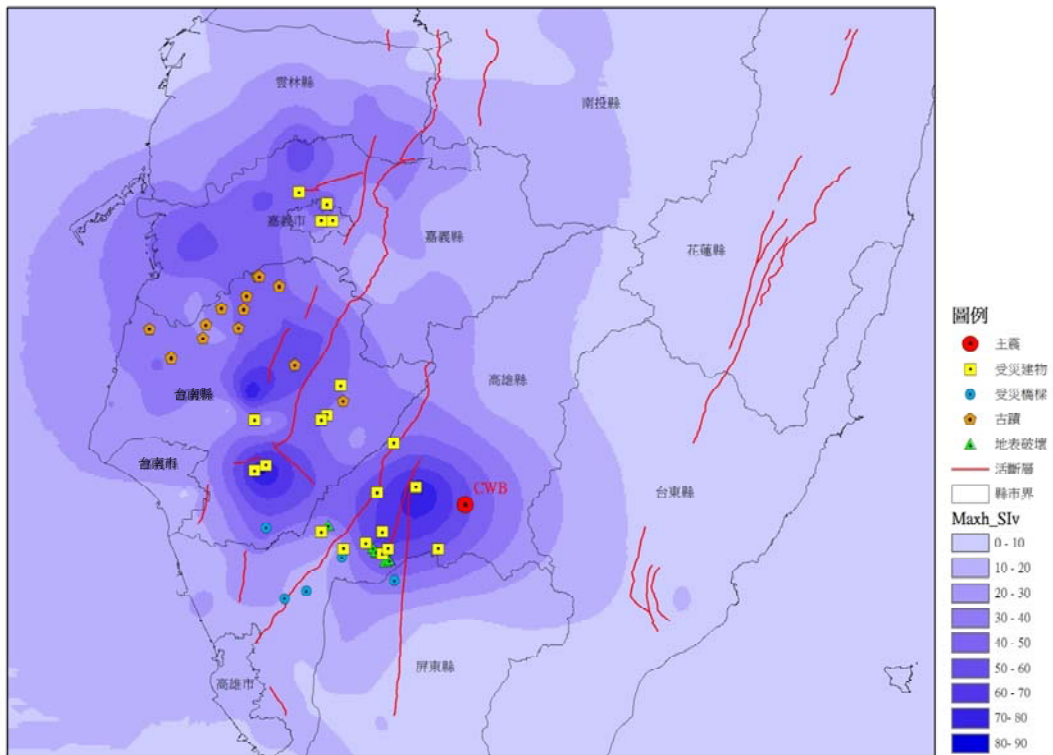 雲林縣
南投縣
嘉義市
嘉義縣
花蓮縣
高雄縣
台南縣
台南市
CWB
台東縣
屏東縣
高雄市
圖例
主震
受災建物
受災橋樑
古蹟
地表破壞
活斷層
縣市界
Maxh_SIv
0 - 10
10 - 20
20 - 30
30 - 40
40 - 50
50 - 60
60 - 70
70- 80
80- 90